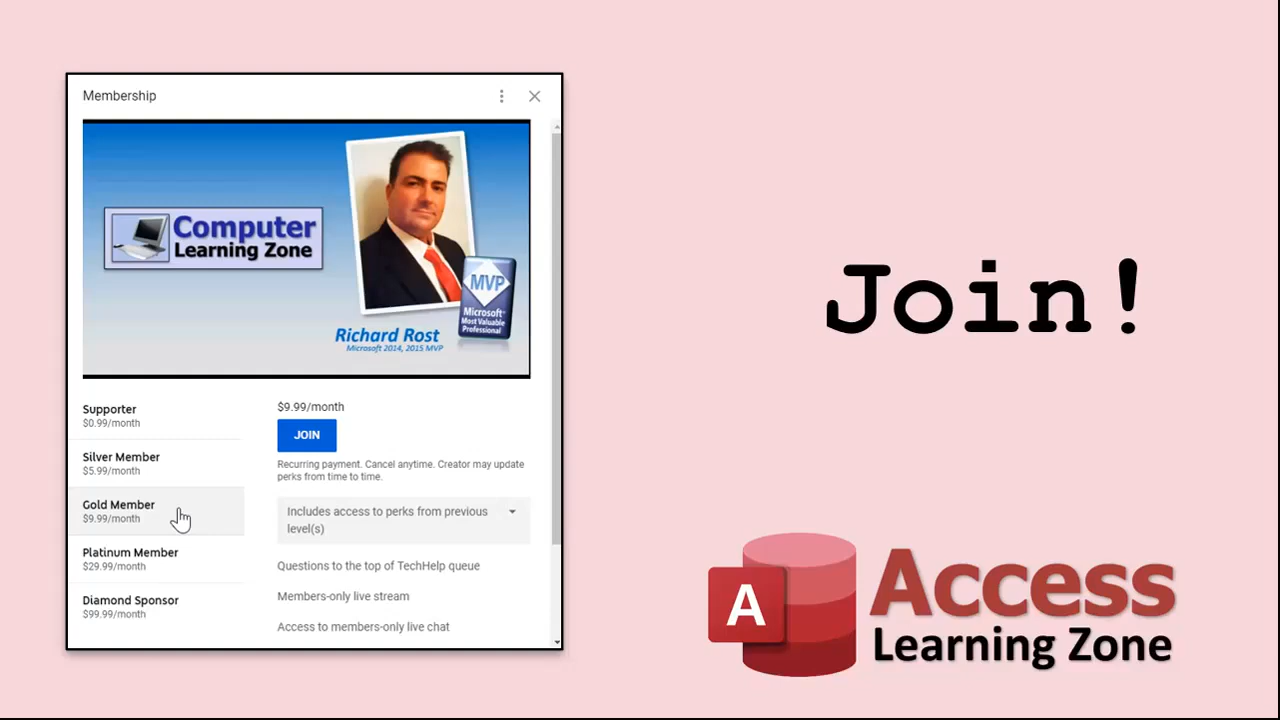 Membership
Computer
Learning Zone
MVP
Microsoft®
Most Valuable
Professional
Richard Rost
Microsoft 2014, 2015 MVP
Supporter
$0.99/month
Silver Member
$5.99/month
Gold Member
$9.99/month
Platinum Member
$29.99/month
Diamond Sponsor
$99.99/month
$9.99/month
JOIN
Recurring payment. Cancel anytime. Creator may update
perks from time to time.
Includes access to perks from previous
level(s)
Questions to the top of TechHelp queue
Members-only live stream
Access to members-only live chat
Join!
A
Access
Learning Zone